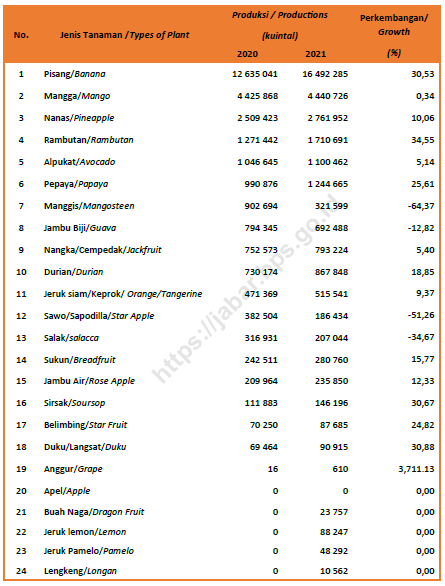 No. Jenis Tanaman /Types of Plant Produksi / Productions (kuintal) Perkembangan/ Growth (%)
2020 2021
1 Pisang/Banana 12 635 041 16 492 285 30,53
2 Mangga/Mango 4 425 868 4 440 726 0,34
3 Nanas/Pineapple 2 509 423 2 761 952 10,06
4 Rambutan/Rambutan 1 271 442 1 710 691 34,55
5 Alpukat/Avocado 1 046 645 1 100 462 5,14
6 Pepaya/Papaya 990 876 1 244 665 25,61
7 Manggis/Mangosteen 902 694 321 599 -64,37
8 Jambu Biji/Guava 794 345 692 488 -12,82
9 Nangka/Cempedak/Jackfruit 752 573 793 224 5,40
10 Durian/Durian 730 174 867 848 18,85
11 Jeruk siam/Keprok/ Orange/Tangerine 471 369 515 541 9,37
12 Sawo/Sapodilla/Star Apple 382 504 186 434 -51,26
13 Salak/salacca 316 931 207 044 -34,67
14 Sukun/Breadfruit 242 511 280 760 15,77
15 Jambu Air/Rose Apple 209 964 235 850 12,33
16 Sirsak/Soursop 111 883 146 196 30,67
17 Belimbing/Star Fruit 70 250 87 685 24,82
18 Duku/Langsat/Duku 69 464 90 915 30,88
19 Anggur/Grape 16 610 3,711.13
20 Apel/Apple 0 0 0,00
21 Buah Naga/Dragon Fruit 0 23 757 0,00
22 Jeruk lemon/Lemon 0 88 247 0,00
23 Jeruk Pamelo/Pamelo 0 48 292 0,00
24 Lengkeng/Longan 0 10 562 0,00
https://jabar.bps.go.id